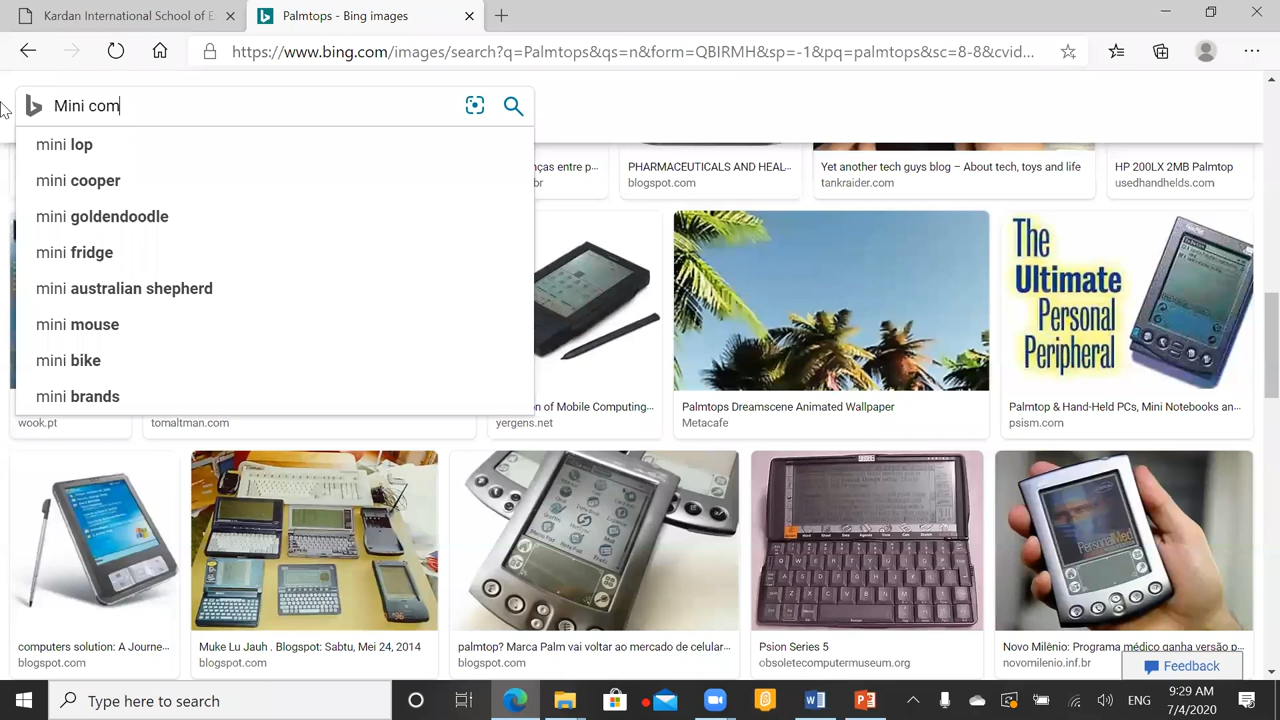 Kardan International School of E
Palmtops - Bing images
https://www.bing.com/images/search?q=Palmtops&qs=n&form=QBIRMH&sp=-1&pq=palmtops&sc=8-8&cvid...
Mini com
mini lop
mini cooper
mini goldendoodle
mini fridge
mini australian shepherd
mini mouse
mini bike
mini brands
nças entre p...
br
PHARMACEUTICALS AND HEAL...
blogspot.com
Yet another tech guys blog – About tech, toys and life
tankraider.com
HP 200LX 2MB Palmtop
usedhandhelds.com
The
Ultimate
Personal
Peripheral
wook.pt
tomaltman.com
on of Mobile Computing...
yergens.net
Palmtops Dreamscene Animated Wallpaper
Metacafe
Palmtop & Hand-Held PCs, Mini Notebooks an...
psism.com
PersonalMed
computers solution: A Journe...
blogspot.com
Muke Lu Jauh . Blogspot: Sabtu, Mei 24, 2014
blogspot.com
palmtop? Marca Palm vai voltar ao mercado de celular...
blogspot.com
Psion Series 5
obsoletecomputermuseum.org
Novo Milênio: Programa médico ganha versão p...
novomilenio.inf.br
Feedback
Type here to search
ENG
9:29 AM
7/4/2020